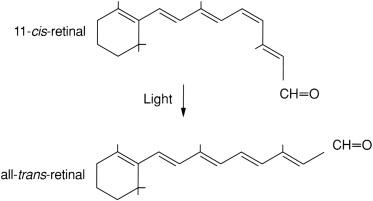 11-cis-retinal
CH=O
Light
CH=O
all-trans-retinal